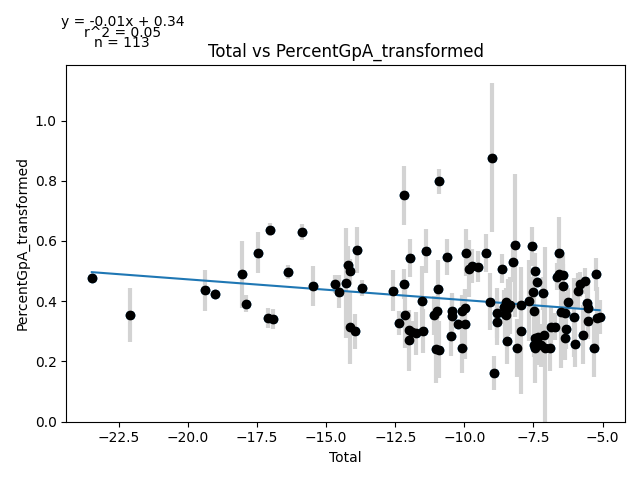 y = -0.01x + 0.34
r^2 = 0.05
n = 113
Total vs PercentGpA_transformed
PercentGpA_transformed
1.0
0.8
0.6
0.4
0.2
0.0
−22.5 −20.0 −17.5 −15.0 −12.5 −10.0 −7.5 −5.0
Total